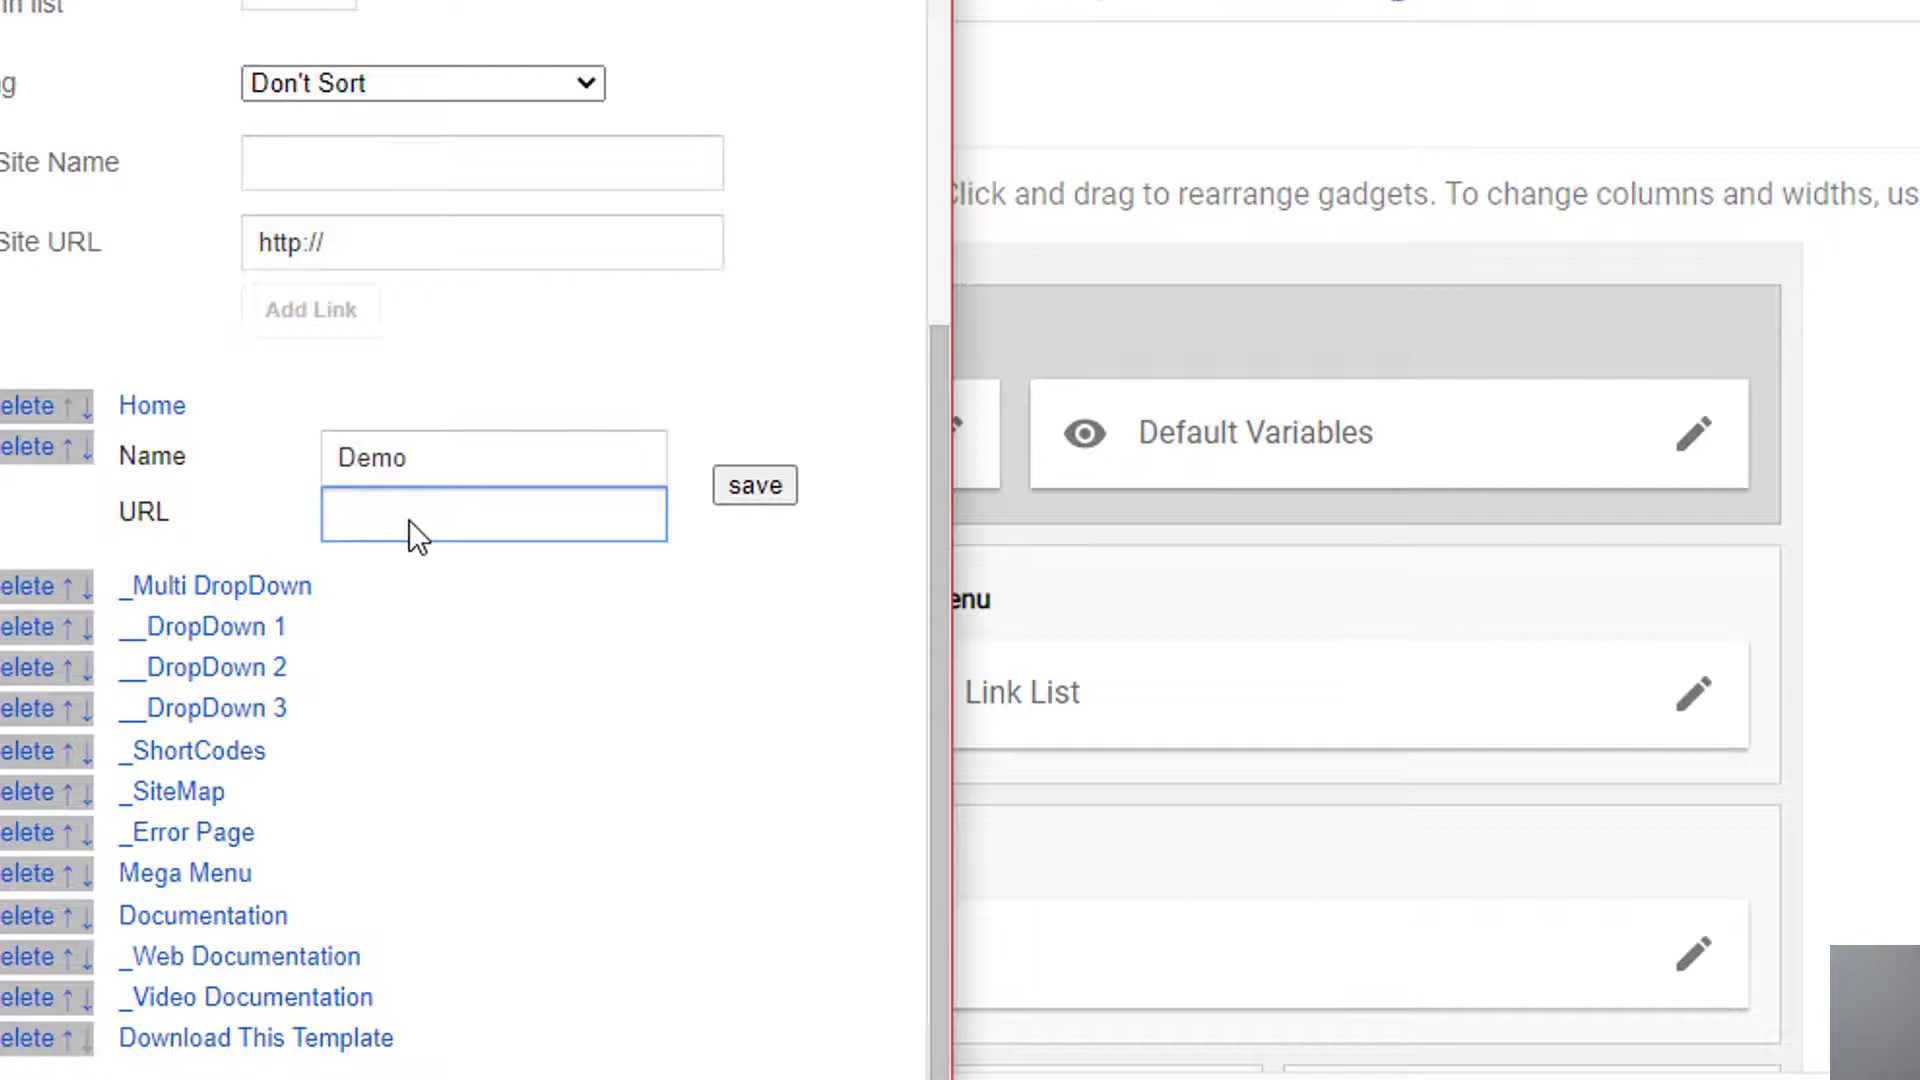 Don't Sort
Site Name
Site URL
http://
Add Link
elete ↑ ↓ Home
elete ↑ ↓ Name Demo
save
URL
elete ↑ ↓ _Multi DropDown
elete ↑ ↓ __DropDown 1
elete ↑ ↓ __DropDown 2
elete ↑ ↓ __DropDown 3
elete ↑ ↓ _ShortCodes
elete ↑ ↓ _SiteMap
elete ↑ ↓ _Error Page
elete ↑ ↓ Mega Menu
elete ↑ ↓ Documentation
elete ↑ ↓ _Web Documentation
elete ↑ ↓ _Video Documentation
elete ↑ ↓ Download This Template
Click and drag to rearrange gadgets. To change columns and widths, us
Default Variables
enu
Link List